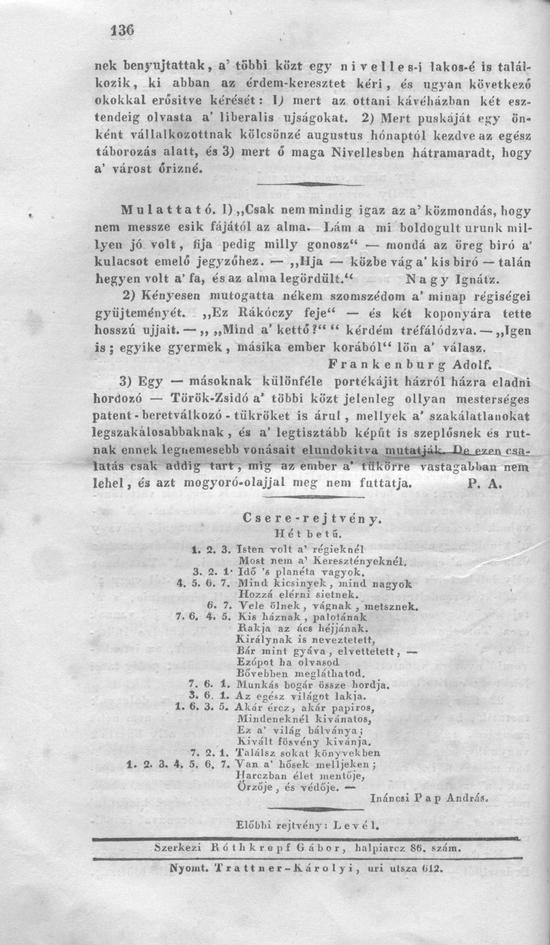 136
nek benyujtattak, a' többi közt egy nivelles-i lakos-é is talál-
kozik, ki abban az érdem-keresztet kéri, és ugyan következő
okokkal erősitve kérését: 1) mert az ottani kávéházban két esz-
tendeig olvasta a' liberalis ujságokat. 2) Mert puskáját egy ön-
ként vállalkozottnak kölcsönzé augustus hónaptól kezdve az egész
táborozás alatt, és 3) mert ő maga Nivellesben hátramaradt, hogy
a' várost őrizné.
Mulattató. 1) „Csak nem mindig igaz az a' közmondás, hogy
nem messze esik fájától az alma. Lám a mi boldogult urunk mil-
lyen jó volt, fija pedig milly gonosz“ — mondá az öreg biró a'
kulacsot emelő jegyzőhez. — „Hja — közbe vág a' kis biró — talán
hegyen volt a' fa, és az alma legördült.“ Nagy Ignátz.
2) Kényesen mutogatta nékem szomszédom a' minap régiségei
gyüjteményét. „Ez Rákóczy feje“ — és két koponyára tette
hosszú ujjait. — „ „Mind a' kettő?“ “ kérdém tréfálódzva. — „Igen
is; egyike gyermek, másika ember korából“ lön a' válasz.
Frankenburg Adolf.
3) Egy — másoknak különféle portékájit házról házra eladni
hordozó — Török-Zsidó a' többi közt jelenleg ollyan mesterséges
patent-beretválkozó-tükröket is árul, mellyek a' szakálatlanokat
legszakálosabbaknak, és a' legtisztább képűt is szeplősnek és rut-
nak ennek legnemesebb vonásait elundokitva mutatják. De ezen csa-
latás csak addig tart, mig az ember a' tükörre vastagabban nem
lehel, és azt mogyoró-olajjal meg nem futtatja. P. A.
Csere-rejtvény.
Hét betű.
1. 2. 3. Isten volt a' régieknél
Most nem a' Keresztényeknél.
3. 2. 1. Idő 's planéta vagyok.
4. 5. 6. 7. Mind kicsinyek, mind nagyok
Hozzá elérni sietnek.
6. 7. Vele ölnek, vágnak, metsznek.
7. 6. 4. 5. Kis háznak, palotának
Rakja az ács héjjának.
Királynak is neveztetett,
Bár mint gyáva, elvettetett, —
Ezópot ha olvasod
Bővebben megláthatod.
7. 6. 1. Munkás bogár össze hordja.
3. 6. 1. Az egész világot lakja.
1. 6. 3. 5. Akár ércz, akár papiros,
Mindeneknél kivánatos,
Ez a' világ bálványa;
Kivált fösvény kivánja.
7. 2. 1. Találsz sokat könyvekben
1. 2. 3. 4. 5. 6. 7. Van a' hősek melljeken;
Harczban élet mentője,
Őrzője, és védője. —
Ináncsi Pap András.
Előbbi rejtvény: Levél.
Szerkezi Róthkrepf Gábor, halpiarcz 86. szám.
Nyomt. Trattner-Károlyi, uri utsza 612.